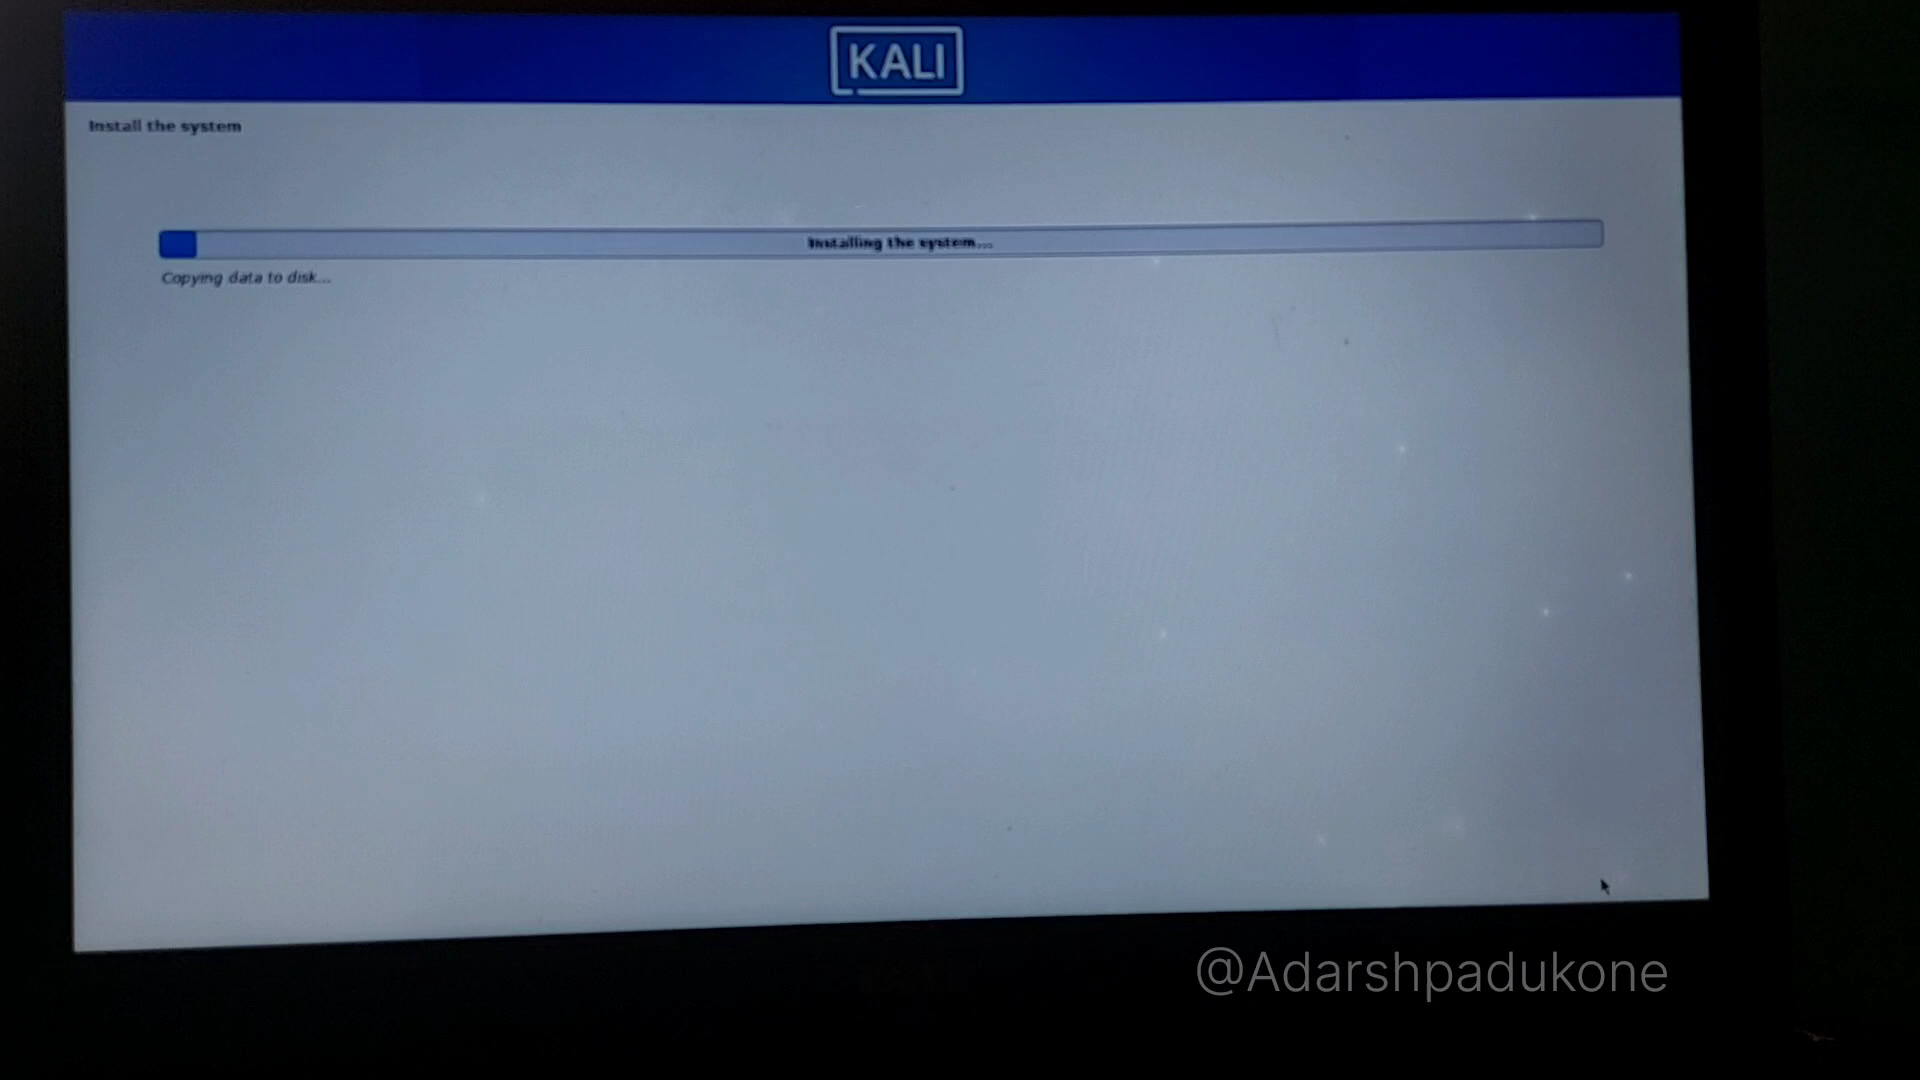 KALI
Install the system
Installing the system...
Copying data to disk...
@Adarshpadukone